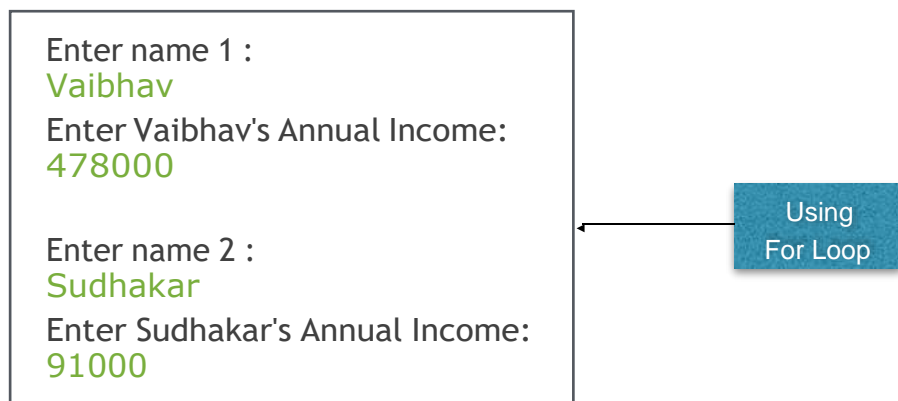 Enter name 1 :
Vaibhav
Enter Vaibhav's Annual Income:
478000
Enter name 2 :
Sudhakar
Enter Sudhakar's Annual Income:
91000
Using
For Loop